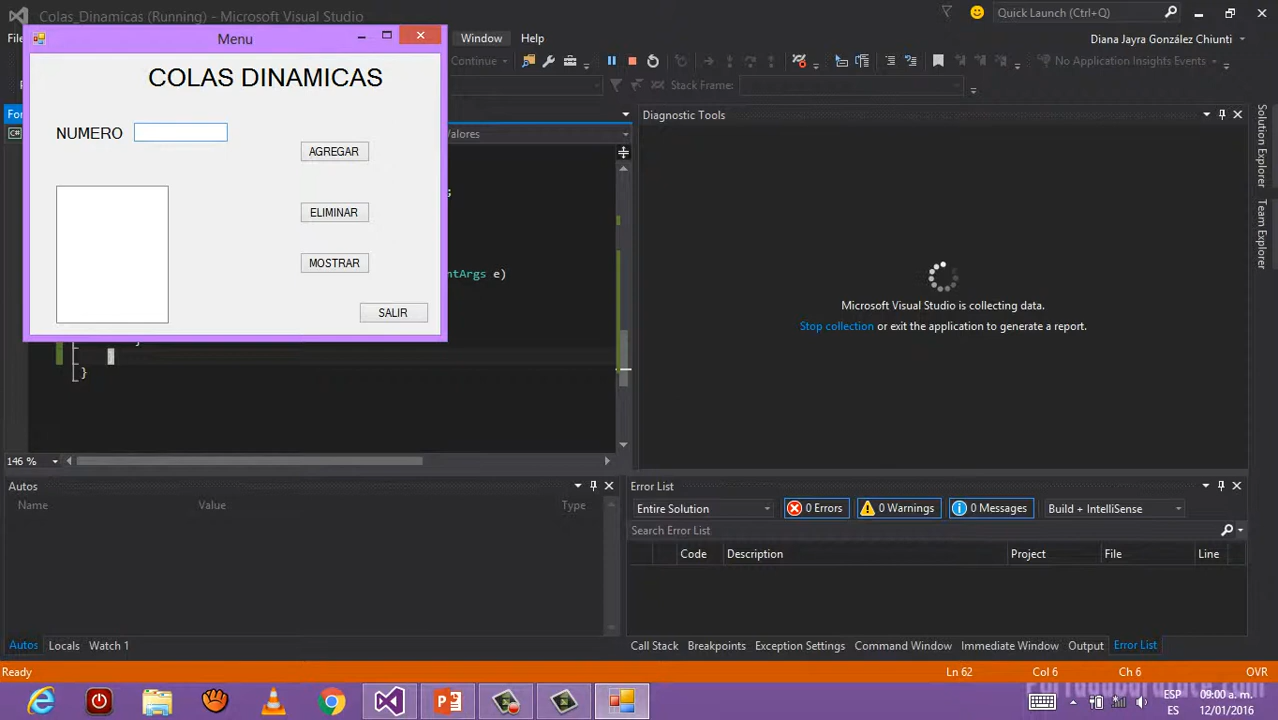 Colas_Dinamicas (Running) - Microsoft Visual Studio
Quick Launch (Ctrl+Q)
Menu
Window
Help
Diana Jayra González Chiunti
Continue
No Application Insights Events
Stack Frame:
COLAS DINAMICAS
NUMERO
AGREGAR
ELIMINAR
MOSTRAR
SALIR
Diagnostic Tools
Solution Explorer
Team Explorer
ntArgs e)
}
Microsoft Visual Studio is collecting data.
Stop collection or exit the application to generate a report.
146 %
Autos
Name Value Type
Error List
Entire Solution
0 Errors
0 Warnings
0 Messages
Build + IntelliSense
Search Error List
Code Description Project File Line
Autos Locals Watch 1
Call Stack Breakpoints Exception Settings Command Window Immediate Window Output Error List
Ready
Ln 62 Col 6 Ch 6 OVR
ESP
ES
09:00 a. m.
12/01/2016